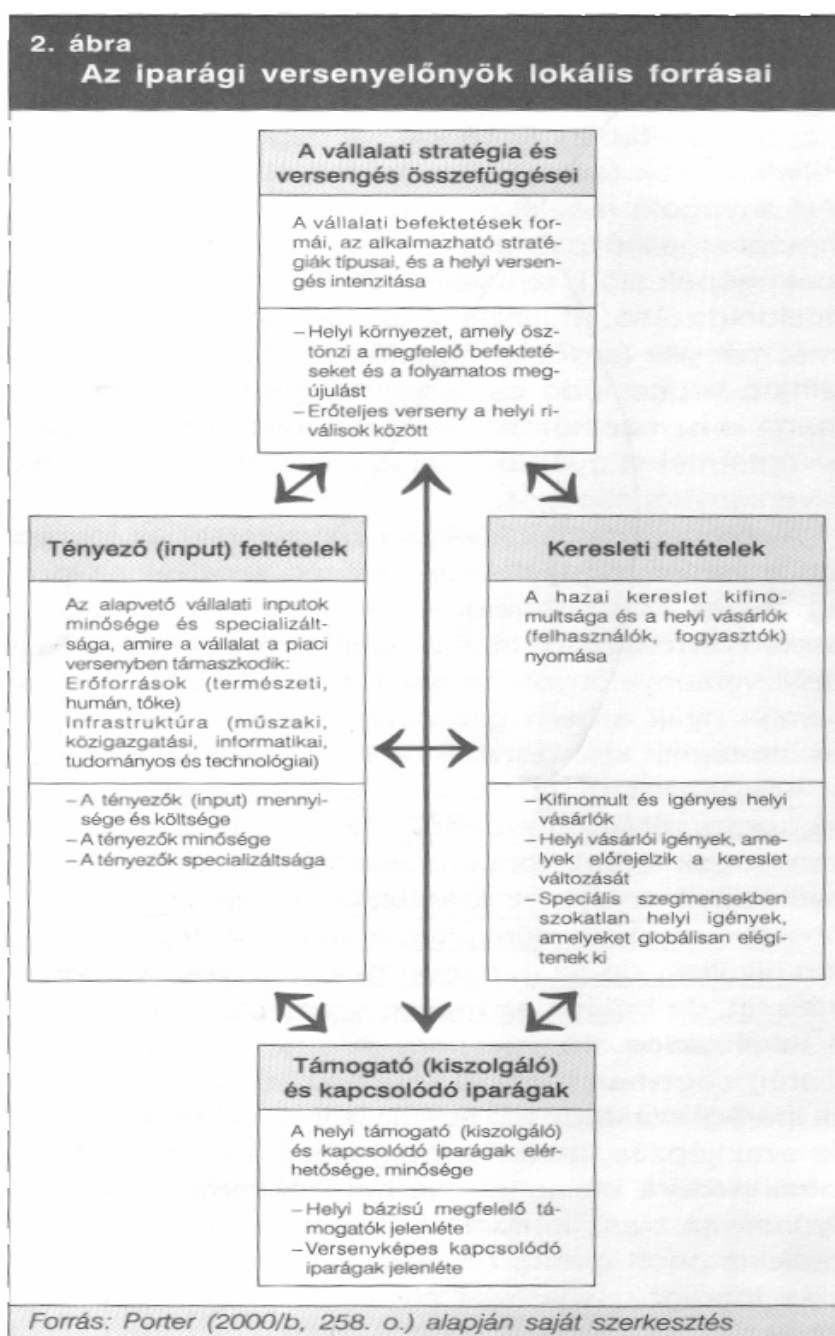 2. ábra
Az iparági versenyelőnyök lokális forrásai
A vállalati stratégia és
versengés összefüggései
A vállalati befektetések for-
mái, az alkalmazható straté-
giák típusai, és a helyi versen-
gés intenzitása
– Helyi környezet, amely ösz-
tönzi a megfelelő befekteté-
seket és a folyamatos meg-
újulást
– Erőteljes verseny a helyi ri-
válisok között
Tényező (input) feltételek
Az alapvető vállalati inputok
minősége és specializált-
sága, amire a vállalat a piaci
versenyben támaszkodik:
Erőforrások (természeti,
humán, tőke)
Infrastruktúra (műszaki,
közigazgatási, informatikai,
tudományos és technológiai)
– A tényezők (input) mennyi-
sége és költsége
– A tényezők minősége
– A tényezők specializáltsága
Keresleti feltételek
A hazai kereslet kifino-
multsága és a helyi vásárlók
(felhasználók, fogyasztók)
nyomása
– Kifinomult és igényes helyi
vásárlók
– Helyi vásárlói igények, ame-
lyek előrejelzik a kereslet
változását
– Speciális szegmensekben
szokatlan helyi igények,
amelyeket globálisan elégí-
tenek ki
Támogató (kiszolgáló)
és kapcsolódó iparágak
A helyi támogató (kiszolgáló)
és kapcsolódó iparágak elér-
hetősége, minősége
– Helyi bázisú megfelelő tá-
mogatók jelenléte
– Versenyképes kapcsolódó
iparágak jelenléte
Forrás: Porter (2000/b, 258. o.) alapján saját szerkesztés